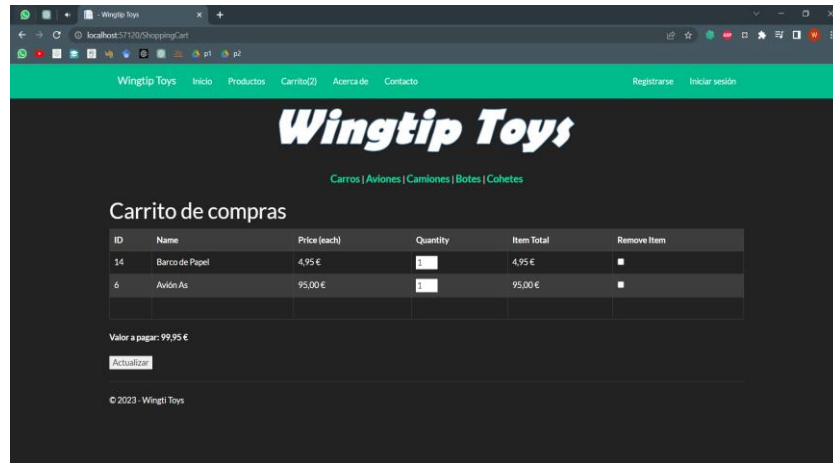 - Wingtip Toys
localhost:57120/ShoppingCart
p1 p2
Wingtip Toys Inicio Productos Carrito(2) Acerca de Contacto Registrarse Iniciar sesión
Wingtip Toys
Carros | Aviones | Camiones | Botes | Cohetes
Carrito de compras
ID Name Price (each) Quantity Item Total Remove Item
14 Barco de Papel 4,95 € 1 4,95 €
6 Avión As 95,00 € 1 95,00 €
Valor a pagar: 99,95 €
Actualizar
© 2023 - Wingti Toys